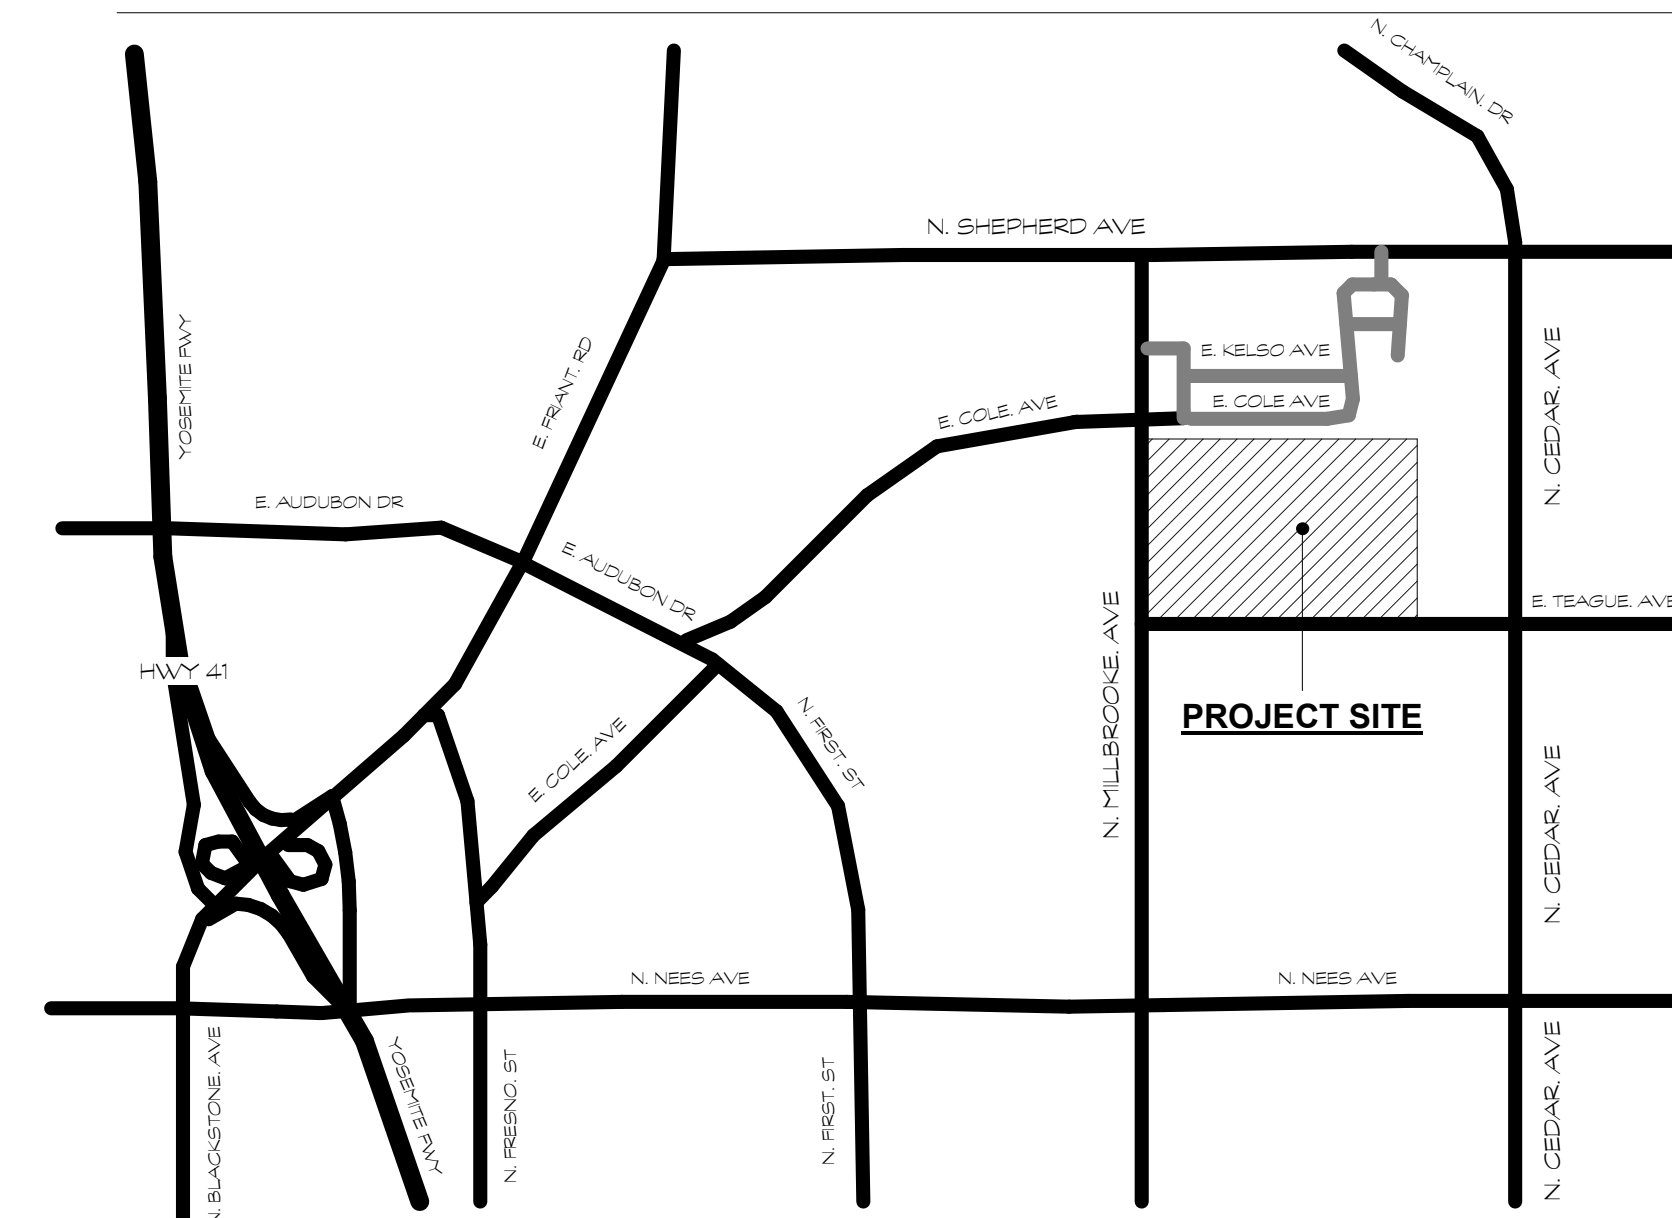 N. CHAMPLAIN. DR
N. SHEPHERD AVE
YOSEMITE FWY
E. FRIANT. RD
E. KELSO AVE
E. COLE AVE
E. COLE. AVE
N. CEDAR. AVE
E. AUDUBON DR
E. AUDUBON DR
E. TEAGUE. AVE
HWY 41
N. MILLBROOKE. AVE
PROJECT SITE
N. FIRST. ST
E. COLE. AVE
N. CEDAR. AVE
N. NEES AVE
N. NEES AVE
N. BLACKSTONE. AVE
YOSEMITE FWY
N. FRESNO. ST
N. FIRST. ST
N. CEDAR. AVE